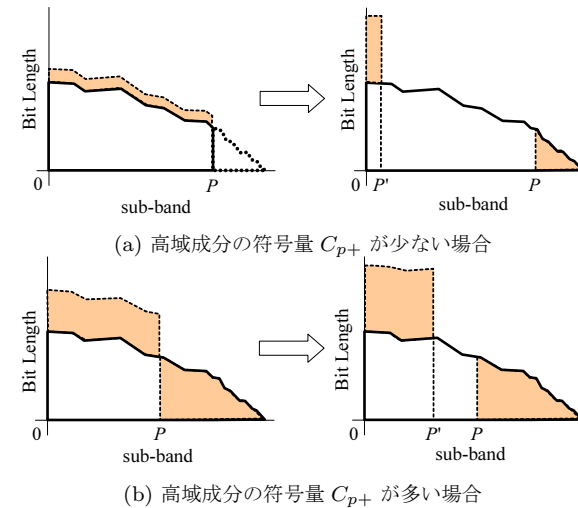 Bit Length
0
P
sub-band
Bit Length
0
P'
P
sub-band
(a) 高域成分の符号量 C_{p+} が少ない場合
Bit Length
0
P
sub-band
Bit Length
0
P'
P
sub-band
(b) 高域成分の符号量 C_{p+} が多い場合